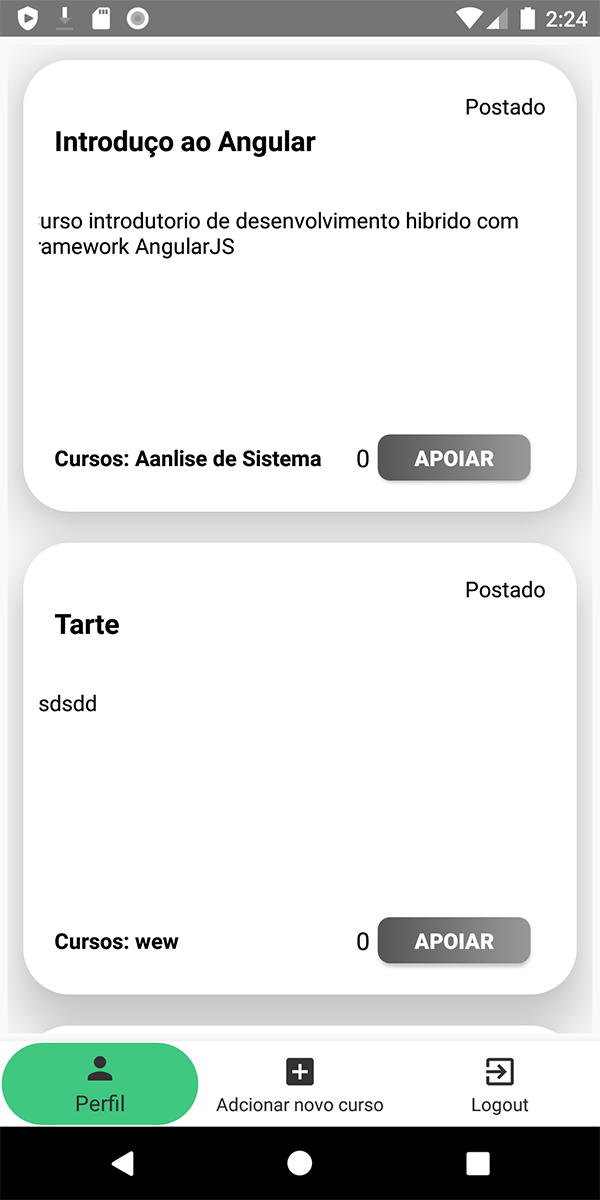 2:24
Postado
Introduço ao Angular
urso introdutorio de desenvolvimento hibrido com
amework AngularJS
Cursos: Aanlise de Sistema 0 APOIAR
Postado
Tarte
sdsdd
Cursos: wew 0 APOIAR
Perfil
Adcionar novo curso
Logout